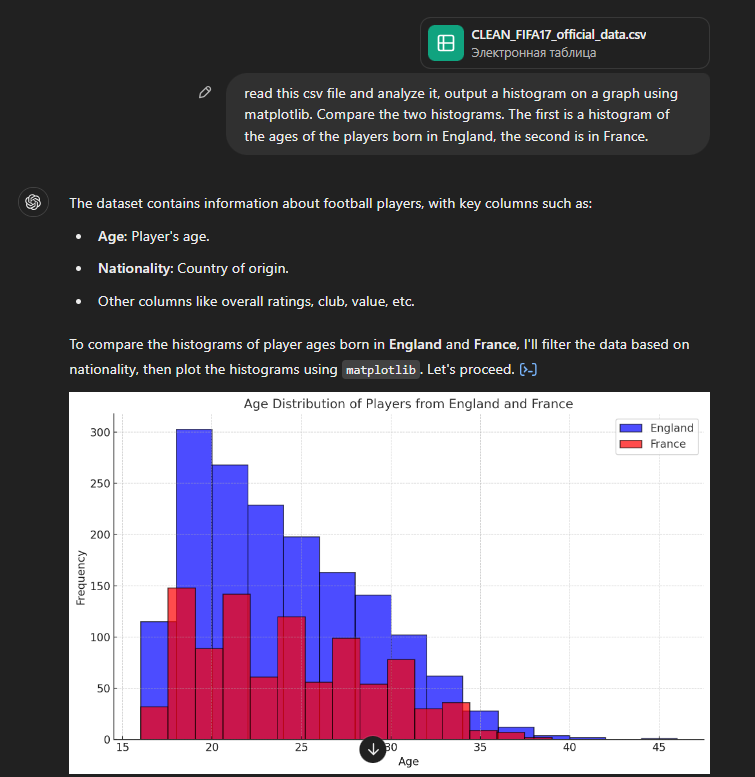 CLEAN_FIFA17_official_data.csv
Электронная таблица
read this csv file and analyze it, output a histogram on a graph using
matplotlib. Compare the two histograms. The first is a histogram of
the ages of the players born in England, the second is in France.
The dataset contains information about football players, with key columns such as:
• Age: Player's age.
• Nationality: Country of origin.
• Other columns like overall ratings, club, value, etc.
To compare the histograms of player ages born in England and France, I'll filter the data based on
nationality, then plot the histograms using matplotlib. Let's proceed. [>-]
Age Distribution of Players from England and France
England
France
300
250
200
150
100
50
0
Frequency
15 20 25 30 35 40 45
Age